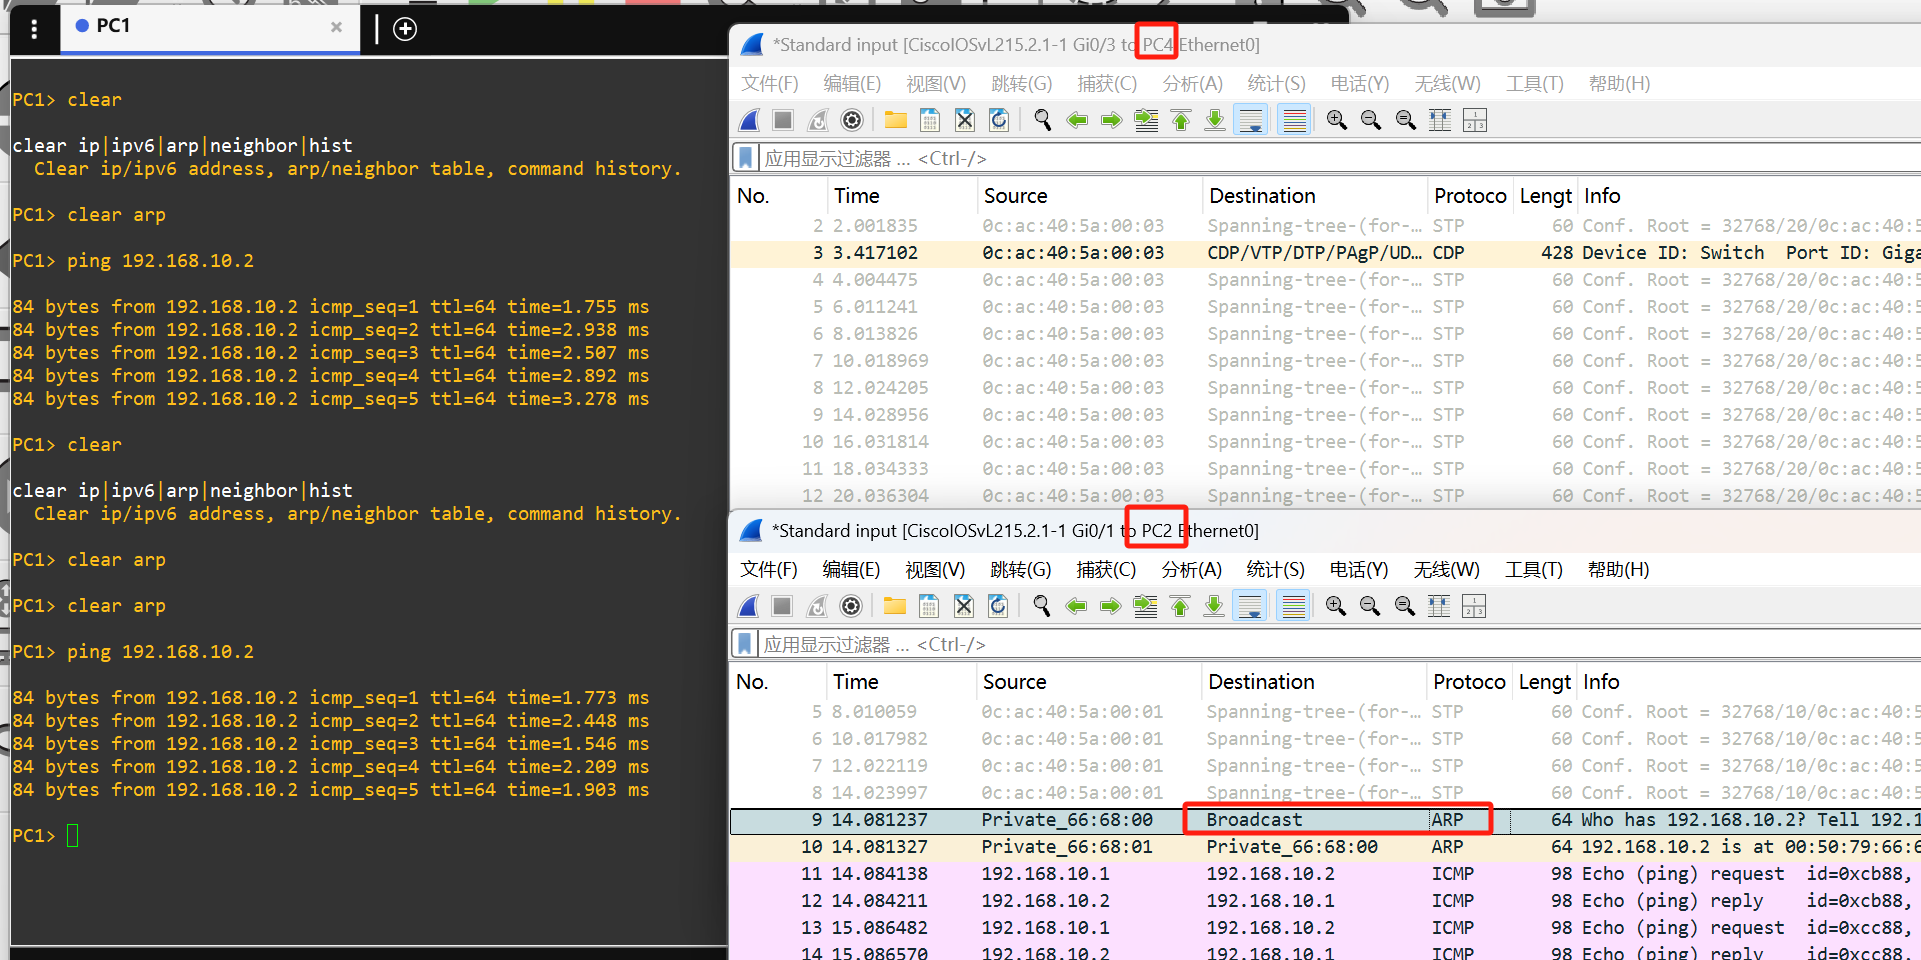 PC1
PC1> clear
clear ip|ipv6|arp|neighbor|hist
  Clear ip/ipv6 address, arp/neighbor table, command history.
PC1> clear arp
PC1> ping 192.168.10.2
84 bytes from 192.168.10.2 icmp_seq=1 ttl=64 time=1.755 ms
84 bytes from 192.168.10.2 icmp_seq=2 ttl=64 time=2.938 ms
84 bytes from 192.168.10.2 icmp_seq=3 ttl=64 time=2.507 ms
84 bytes from 192.168.10.2 icmp_seq=4 ttl=64 time=2.892 ms
84 bytes from 192.168.10.2 icmp_seq=5 ttl=64 time=3.278 ms
PC1> clear
clear ip|ipv6|arp|neighbor|hist
  Clear ip/ipv6 address, arp/neighbor table, command history.
PC1> clear arp
PC1> clear arp
PC1> ping 192.168.10.2
84 bytes from 192.168.10.2 icmp_seq=1 ttl=64 time=1.773 ms
84 bytes from 192.168.10.2 icmp_seq=2 ttl=64 time=2.448 ms
84 bytes from 192.168.10.2 icmp_seq=3 ttl=64 time=1.546 ms
84 bytes from 192.168.10.2 icmp_seq=4 ttl=64 time=2.209 ms
84 bytes from 192.168.10.2 icmp_seq=5 ttl=64 time=1.903 ms
PC1>
*Standard input [CiscoIOSvL215.2.1-1 Gi0/3 to PC4 Ethernet0]
文件(F) 编辑(E) 视图(V) 跳转(G) 捕获(C) 分析(A) 统计(S) 电话(Y) 无线(W) 工具(T) 帮助(H)
应用显示过滤器 … <Ctrl-/>
No. Time Source Destination Protoco Lengt Info
2 2.001835 0c:ac:40:5a:00:03 Spanning-tree-(for-… STP 60 Conf. Root = 32768/20/0c:ac:40:5
3 3.417102 0c:ac:40:5a:00:03 CDP/VTP/DTP/PAgP/UD… CDP 428 Device ID: Switch  Port ID: Giga
4 4.004475 0c:ac:40:5a:00:03 Spanning-tree-(for-… STP 60 Conf. Root = 32768/20/0c:ac:40:5
5 6.011241 0c:ac:40:5a:00:03 Spanning-tree-(for-… STP 60 Conf. Root = 32768/20/0c:ac:40:5
6 8.013826 0c:ac:40:5a:00:03 Spanning-tree-(for-… STP 60 Conf. Root = 32768/20/0c:ac:40:5
7 10.018969 0c:ac:40:5a:00:03 Spanning-tree-(for-… STP 60 Conf. Root = 32768/20/0c:ac:40:5
8 12.024205 0c:ac:40:5a:00:03 Spanning-tree-(for-… STP 60 Conf. Root = 32768/20/0c:ac:40:5
9 14.028956 0c:ac:40:5a:00:03 Spanning-tree-(for-… STP 60 Conf. Root = 32768/20/0c:ac:40:5
10 16.031814 0c:ac:40:5a:00:03 Spanning-tree-(for-… STP 60 Conf. Root = 32768/20/0c:ac:40:5
11 18.034333 0c:ac:40:5a:00:03 Spanning-tree-(for-… STP 60 Conf. Root = 32768/20/0c:ac:40:5
12 20.036304 0c:ac:40:5a:00:03 Spanning-tree-(for-… STP 60 Conf. Root = 32768/20/0c:ac:40:5
*Standard input [CiscoIOSvL215.2.1-1 Gi0/1 to PC2 Ethernet0]
文件(F) 编辑(E) 视图(V) 跳转(G) 捕获(C) 分析(A) 统计(S) 电话(Y) 无线(W) 工具(T) 帮助(H)
应用显示过滤器 … <Ctrl-/>
No. Time Source Destination Protoco Lengt Info
5 8.010059 0c:ac:40:5a:00:01 Spanning-tree-(for-… STP 60 Conf. Root = 32768/10/0c:ac:40:5
6 10.017982 0c:ac:40:5a:00:01 Spanning-tree-(for-… STP 60 Conf. Root = 32768/10/0c:ac:40:5
7 12.022119 0c:ac:40:5a:00:01 Spanning-tree-(for-… STP 60 Conf. Root = 32768/10/0c:ac:40:5
8 14.023997 0c:ac:40:5a:00:01 Spanning-tree-(for-… STP 60 Conf. Root = 32768/10/0c:ac:40:5
9 14.081237 Private_66:68:00 Broadcast ARP 64 Who has 192.168.10.2? Tell 192.1
10 14.081327 Private_66:68:01 Private_66:68:00 ARP 64 192.168.10.2 is at 00:50:79:66:6
11 14.084138 192.168.10.1 192.168.10.2 ICMP 98 Echo (ping) request  id=0xcb88,
12 14.084211 192.168.10.2 192.168.10.1 ICMP 98 Echo (ping) reply    id=0xcb88,
13 15.086482 192.168.10.1 192.168.10.2 ICMP 98 Echo (ping) request  id=0xcc88,
14 15.086570 192.168.10.2 192.168.10.1 ICMP 98 Echo (ping) reply    id=0xcc88,